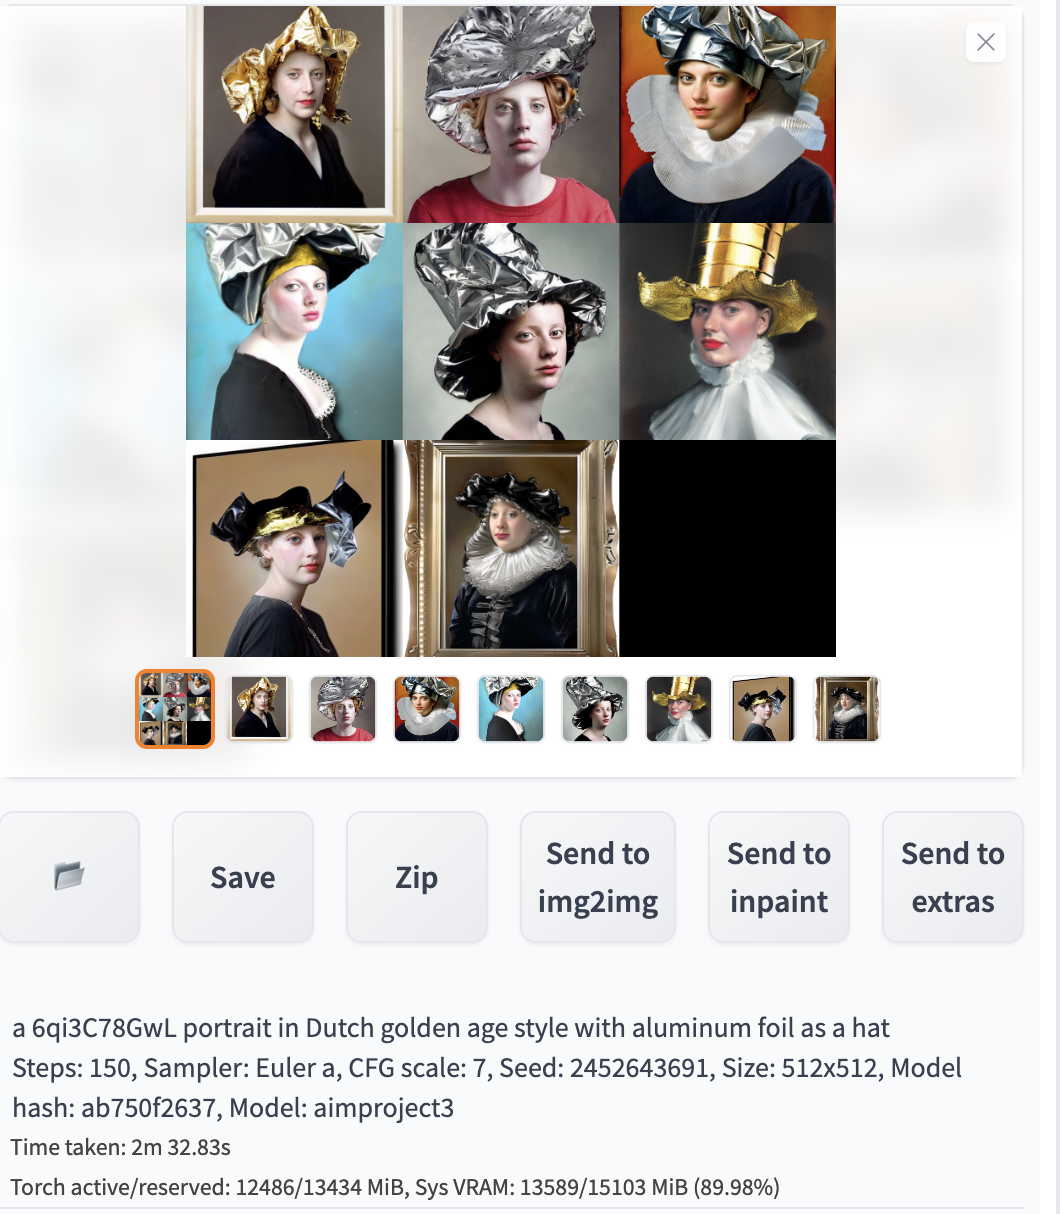 Save
Zip
Send to
img2img
Send to
inpaint
Send to
extras
a 6qi3C78GwL portrait in Dutch golden age style with aluminum foil as a hat
Steps: 150, Sampler: Euler a, CFG scale: 7, Seed: 2452643691, Size: 512x512, Model
hash: ab750f2637, Model: aimproject3
Time taken: 2m 32.83s
Torch active/reserved: 12486/13434 MiB, Sys VRAM: 13589/15103 MiB (89.98%)